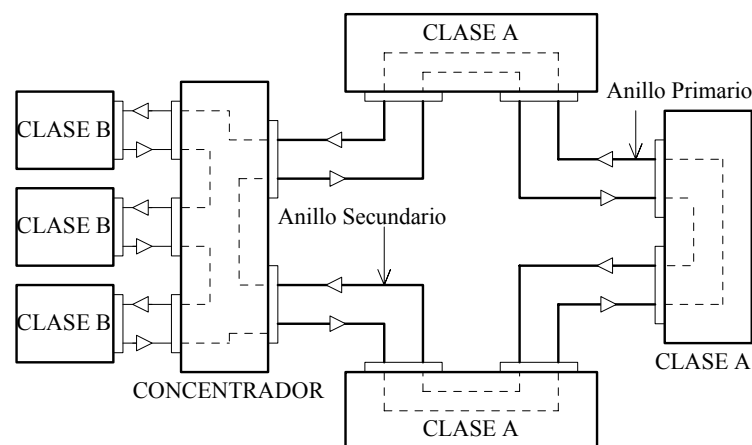 CLASE A
Anillo Primario
CLASE B
CLASE B
Anillo Secundario
CLASE B
CLASE A
CONCENTRADOR
CLASE A